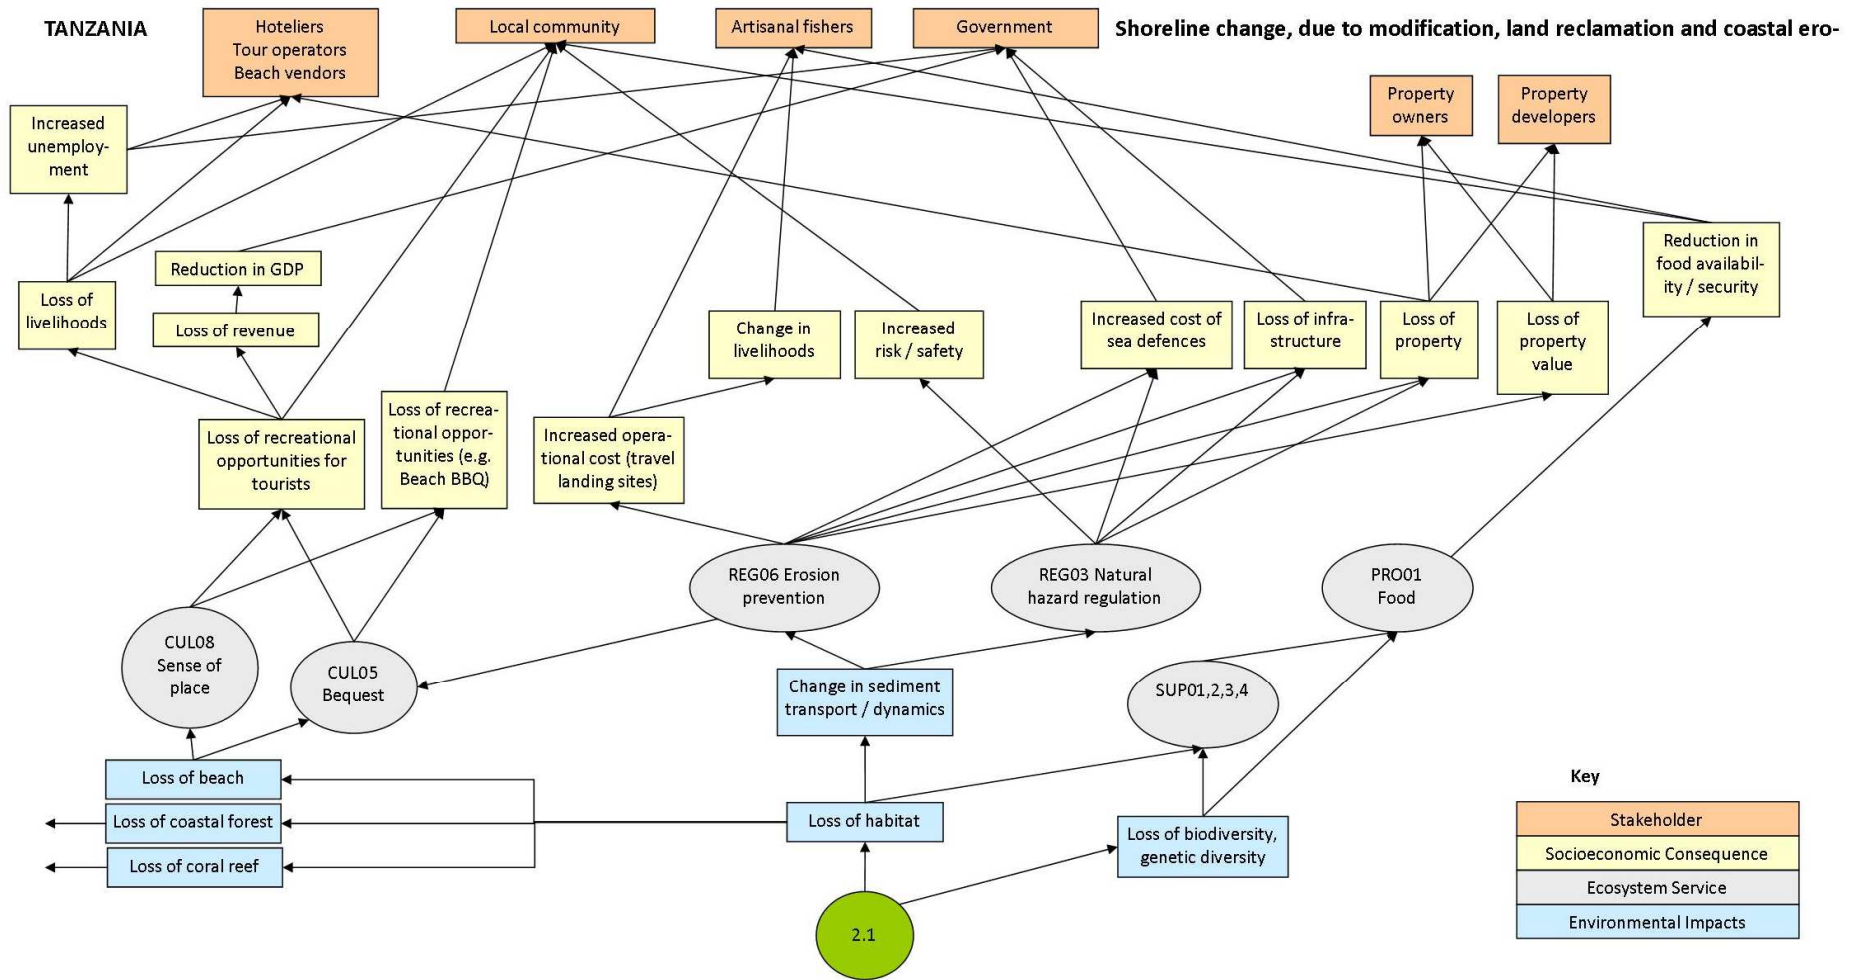 TANZANIA
Hoteliers
Tour operators
Beach vendors
Local community
Artisanal fishers
Government
Shoreline change, due to modification, land reclamation and coastal ero-
Property
owners
Property
developers
Increased
unemploy-
ment
Reduction in
food availabil-
ity / security
Reduction in GDP
Loss of
livelihoods
Loss of revenue
Change in
livelihoods
Increased
risk / safety
Increased cost of
sea defences
Loss of infra-
structure
Loss of
property
Loss of
property
value
Loss of recreational
opportunities for
tourists
Loss of recrea-
tional oppor-
tunities (e.g.
Beach BBQ)
Increased opera-
tional cost (travel
landing sites)
REG06 Erosion
prevention
REG03 Natural
hazard regulation
PRO01
Food
CUL08
Sense of
place
CUL05
Bequest
Change in sediment
transport / dynamics
SUP01,2,3,4
Loss of beach
Loss of coastal forest
Loss of coral reef
Loss of habitat
Loss of biodiversity,
genetic diversity
2.1
Key
Stakeholder
Socioeconomic Consequence
Ecosystem Service
Environmental Impacts